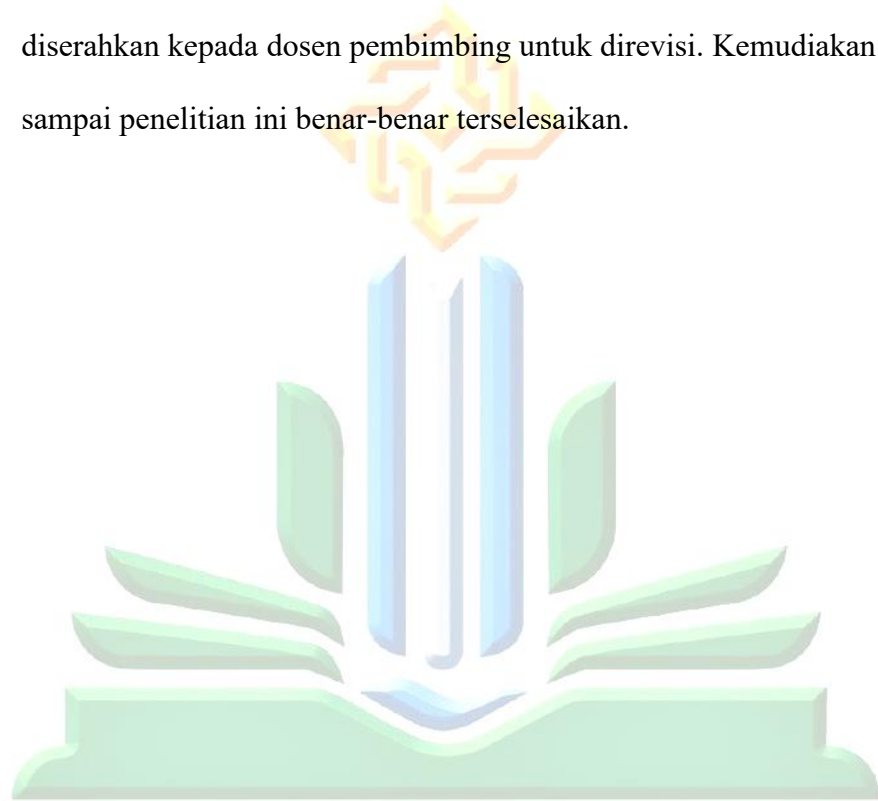 diserahkan kepada dosen pembimbing untuk direvisi. Kemudiakan
sampai penelitian ini benar-benar terselesaikan.